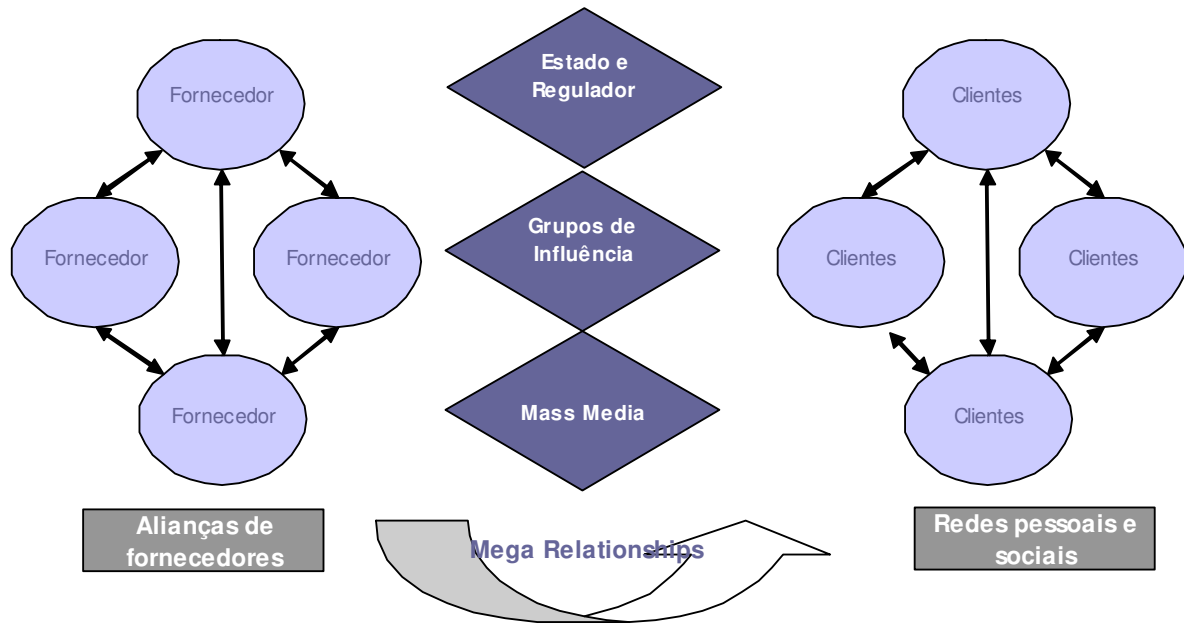 Fornecedor
Fornecedor
Fornecedor
Fornecedor
Alianças de
fornecedores
Estado e
Regulador
Grupos de
Influência
Mass Media
Mega Relationships
Clientes
Clientes
Clientes
Clientes
Redes pessoais e
sociais